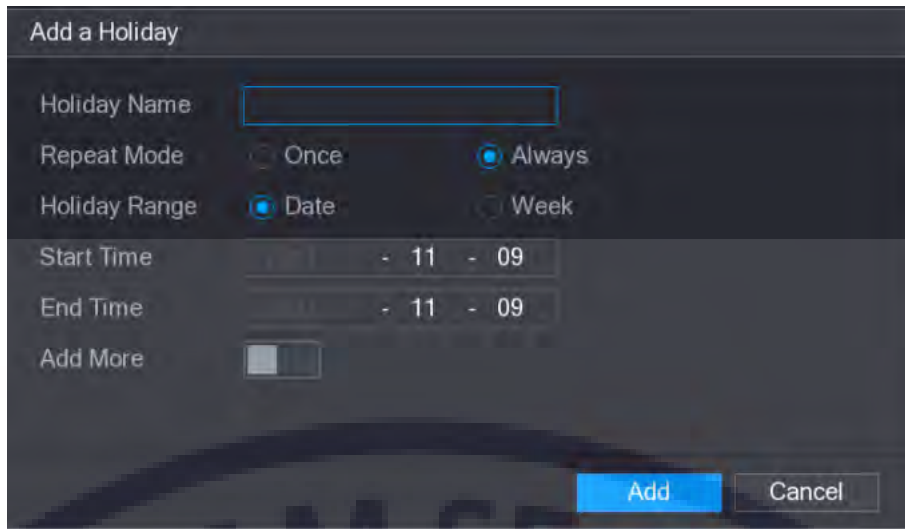 Add a Holiday
Holiday Name
Repeat Mode Once Always
Holiday Range Date Week
Start Time - 11 - 09
End Time - 11 - 09
Add More
Add Cancel